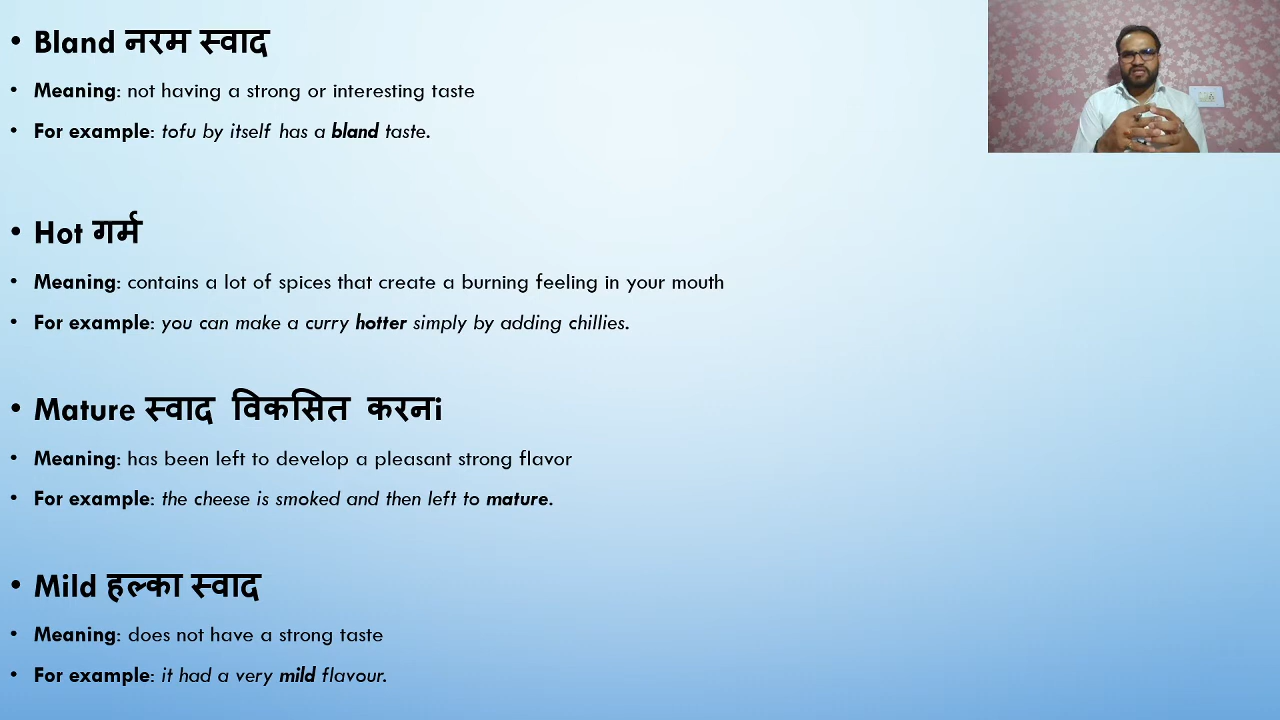 • Bland नरम स्वाद
• Meaning: not having a strong or interesting taste
• For example: tofu by itself has a bland taste.
• Hot गर्म
• Meaning: contains a lot of spices that create a burning feeling in your mouth
• For example: you can make a curry hotter simply by adding chillies.
• Mature स्वाद विकसित करनi
• Meaning: has been left to develop a pleasant strong flavor
• For example: the cheese is smoked and then left to mature.
• Mild हल्का स्वाद
• Meaning: does not have a strong taste
• For example: it had a very mild flavour.